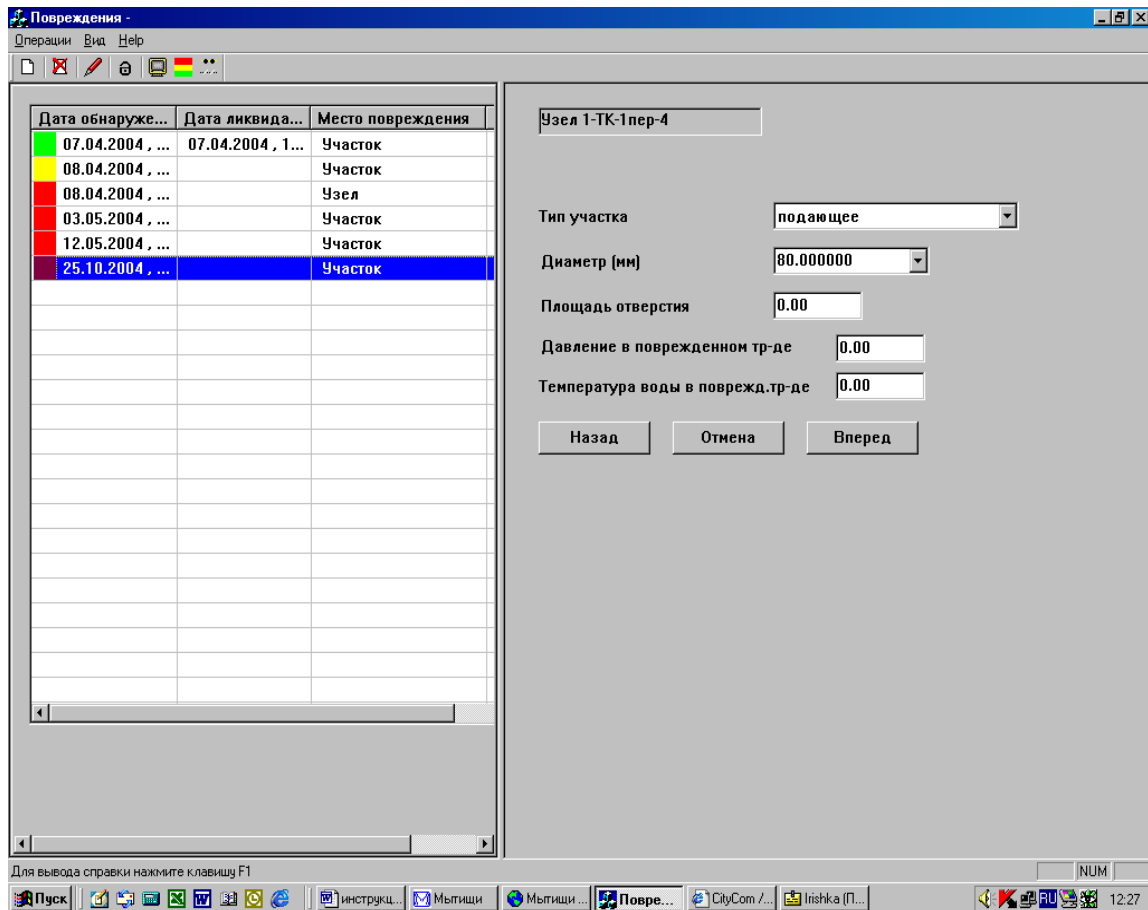 Повреждения -
Операции Вид Help
Дата обнаруже... Дата ликвида... Место повреждения
07.04.2004 , ... 07.04.2004 , 1... Участок
08.04.2004 , ... Участок
08.04.2004 , ... Узел
03.05.2004 , ... Участок
12.05.2004 , ... Участок
25.10.2004 , ... Участок
Узел 1-ТК-1пер-4
Тип участка подающее
Диаметр (мм) 80.000000
Площадь отверстия 0.00
Давление в поврежденном тр-де 0.00
Температура воды в поврежд.тр-де 0.00
Назад Отмена Вперед
Для вывода справки нажмите клавишу F1 NUM
Пуск инструкц... Мытищи Мытищи ... Повре... CityCom /... Irishka (П... RU 12:27